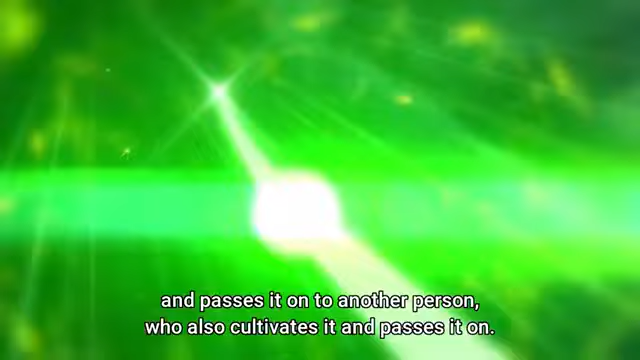 and passes it on to another person,
who also cultivates it and passes it on.